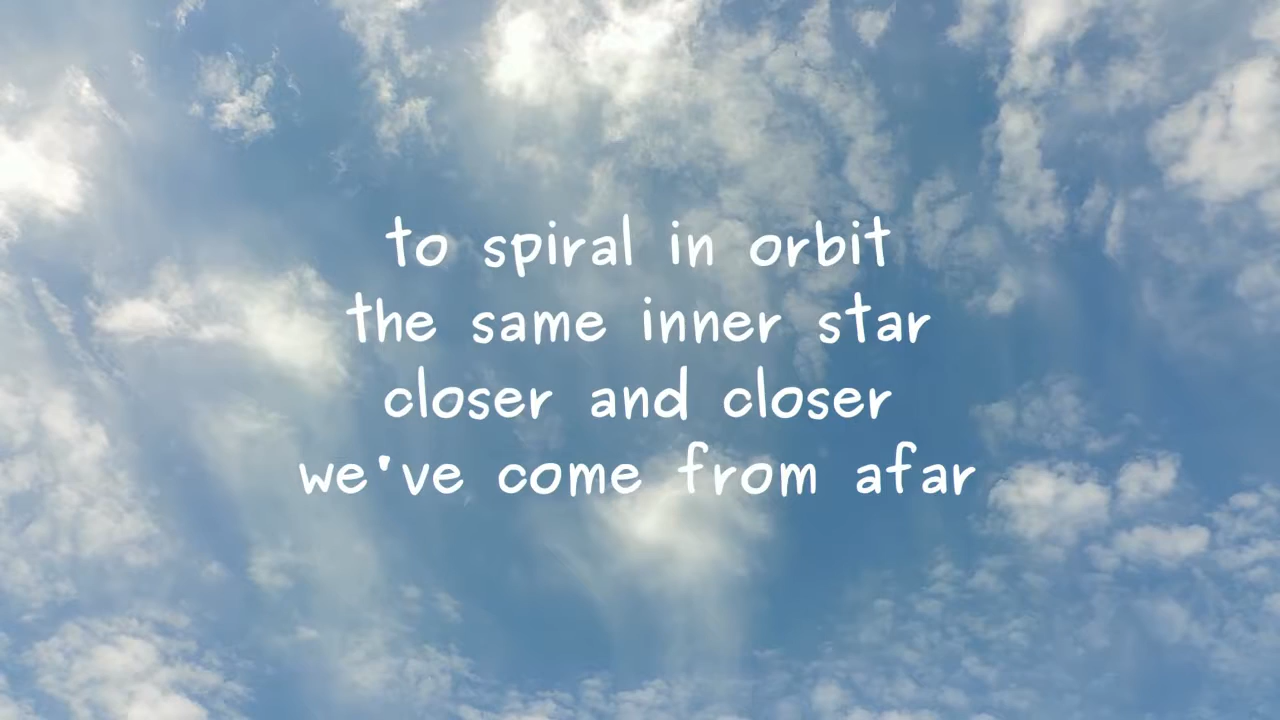 to spiral in orbit
the same inner star
closer and closer
we've come from afar